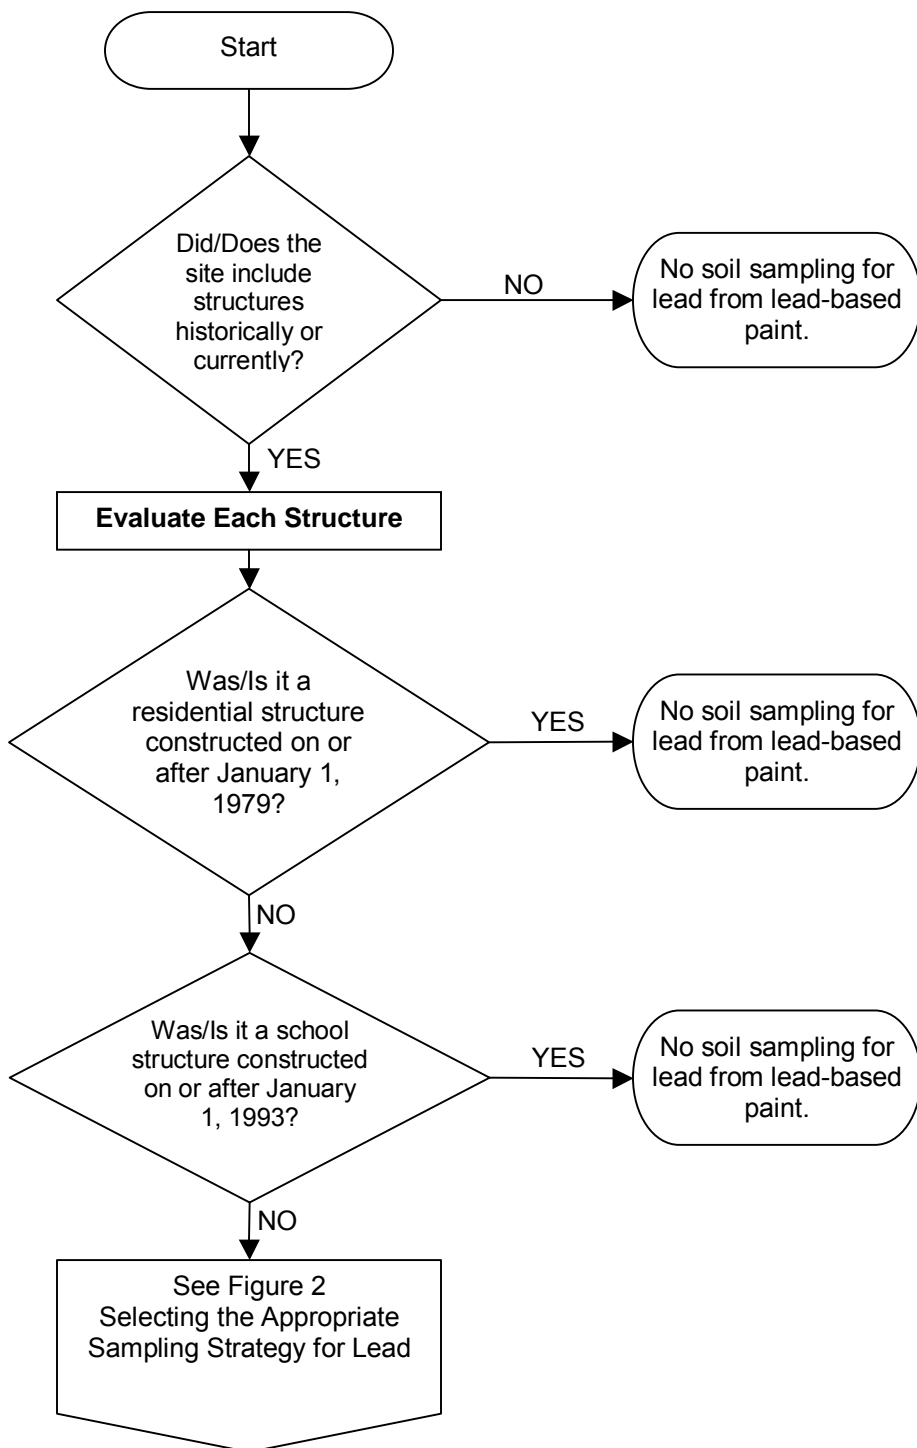 Start
Did/Does the
site include
structures
historically or
currently?
NO
No soil sampling for
lead from lead-based
paint.
YES
Evaluate Each Structure
Was/Is it a
residential structure
constructed on or
after January 1,
1979?
YES
No soil sampling for
lead from lead-based
paint.
NO
Was/Is it a school
structure constructed
on or after January
1, 1993?
YES
No soil sampling for
lead from lead-based
paint.
NO
See Figure 2
Selecting the Appropriate
Sampling Strategy for Lead